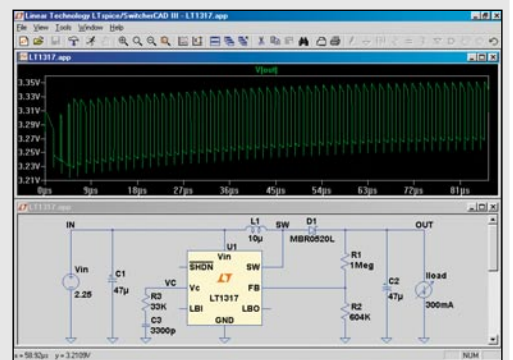 Linear Technology LTspice/SwitcherCAD III - LT1317.app
File View Tools Window Help
LT1317.app
V[out]
3.35V
3.33V
3.31V
3.29V
3.27V
3.25V
3.23V
3.21V
0µs 9µs 18µs 27µs 36µs 45µs 54µs 63µs 72µs 81µs
LT1317.app
IN
L1
10µ
SW
D1
MBR0520L
OUT
U1
Vin
SHDN
SW
Vc
FB
LT1317
LBI
LBO
GND
Vin
2.25
C1
47µ
VC
R3
33K
C3
3300p
R1
1Meg
R2
604K
C2
47µ
Iload
300mA
x = 58.92µs y = 3.2109V
NUM